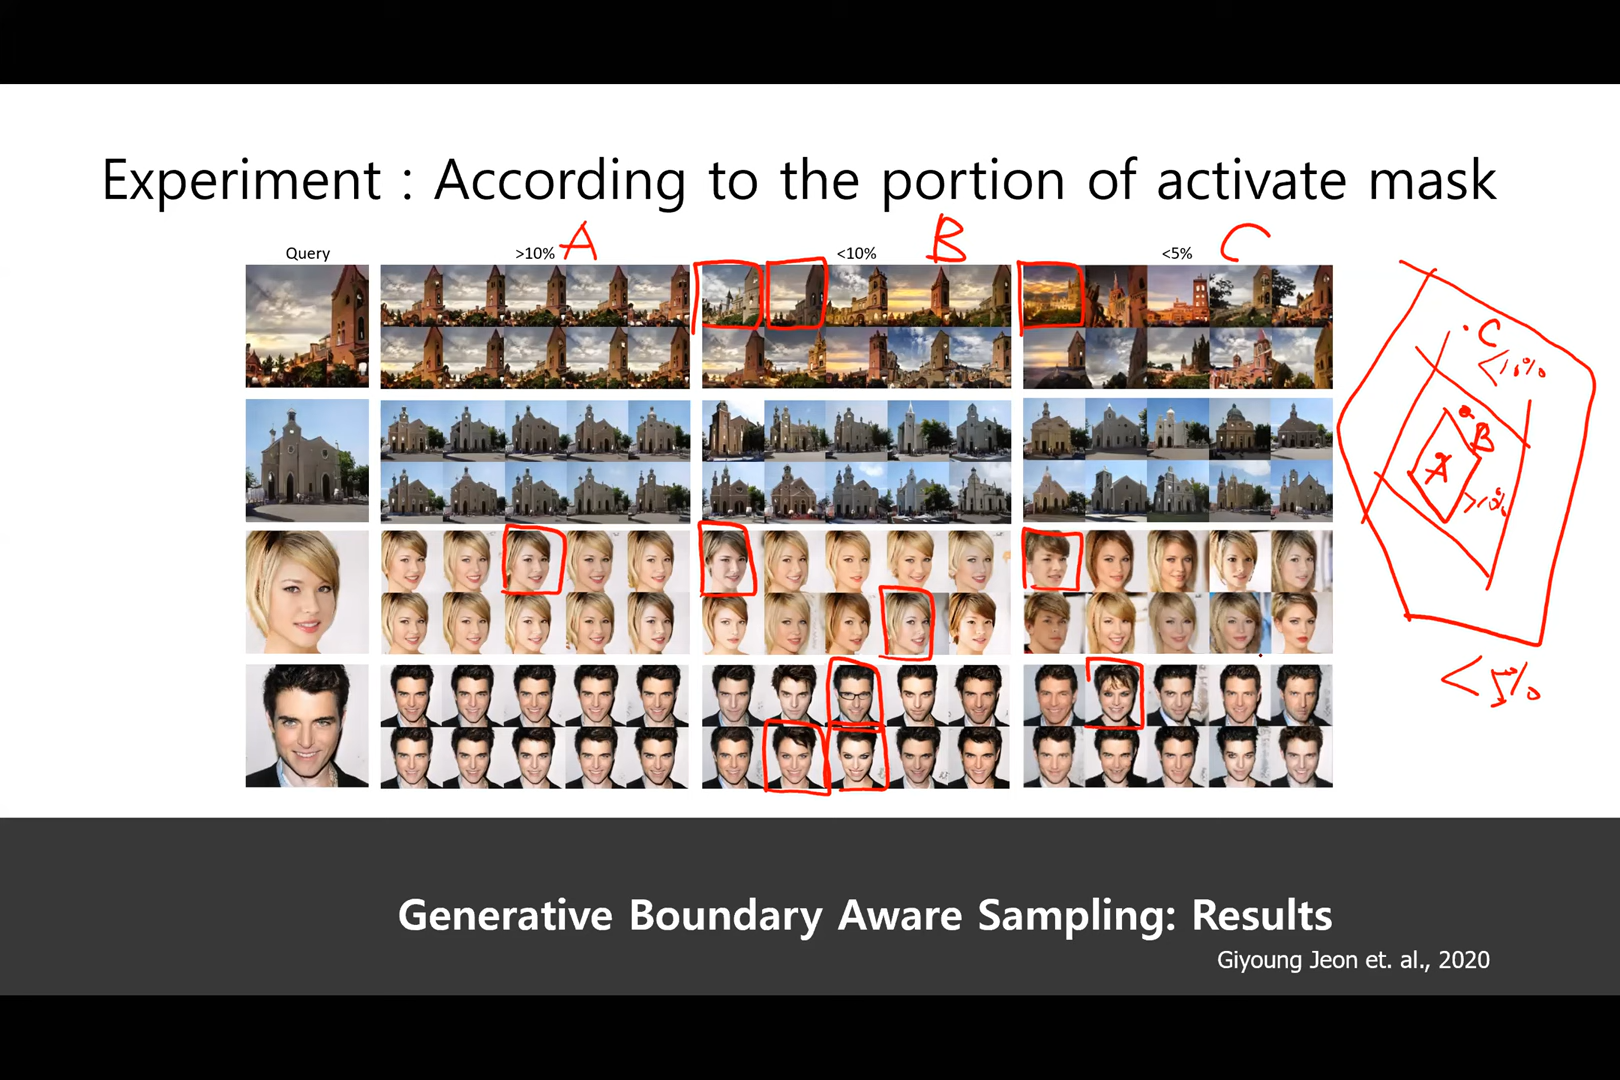 Experiment : According to the portion of activate mask
Query
>10% A
<10% B
<5% C
C
<10%
B
A
>10%
<5%
Generative Boundary Aware Sampling: Results
Giyoung Jeon et. al., 2020